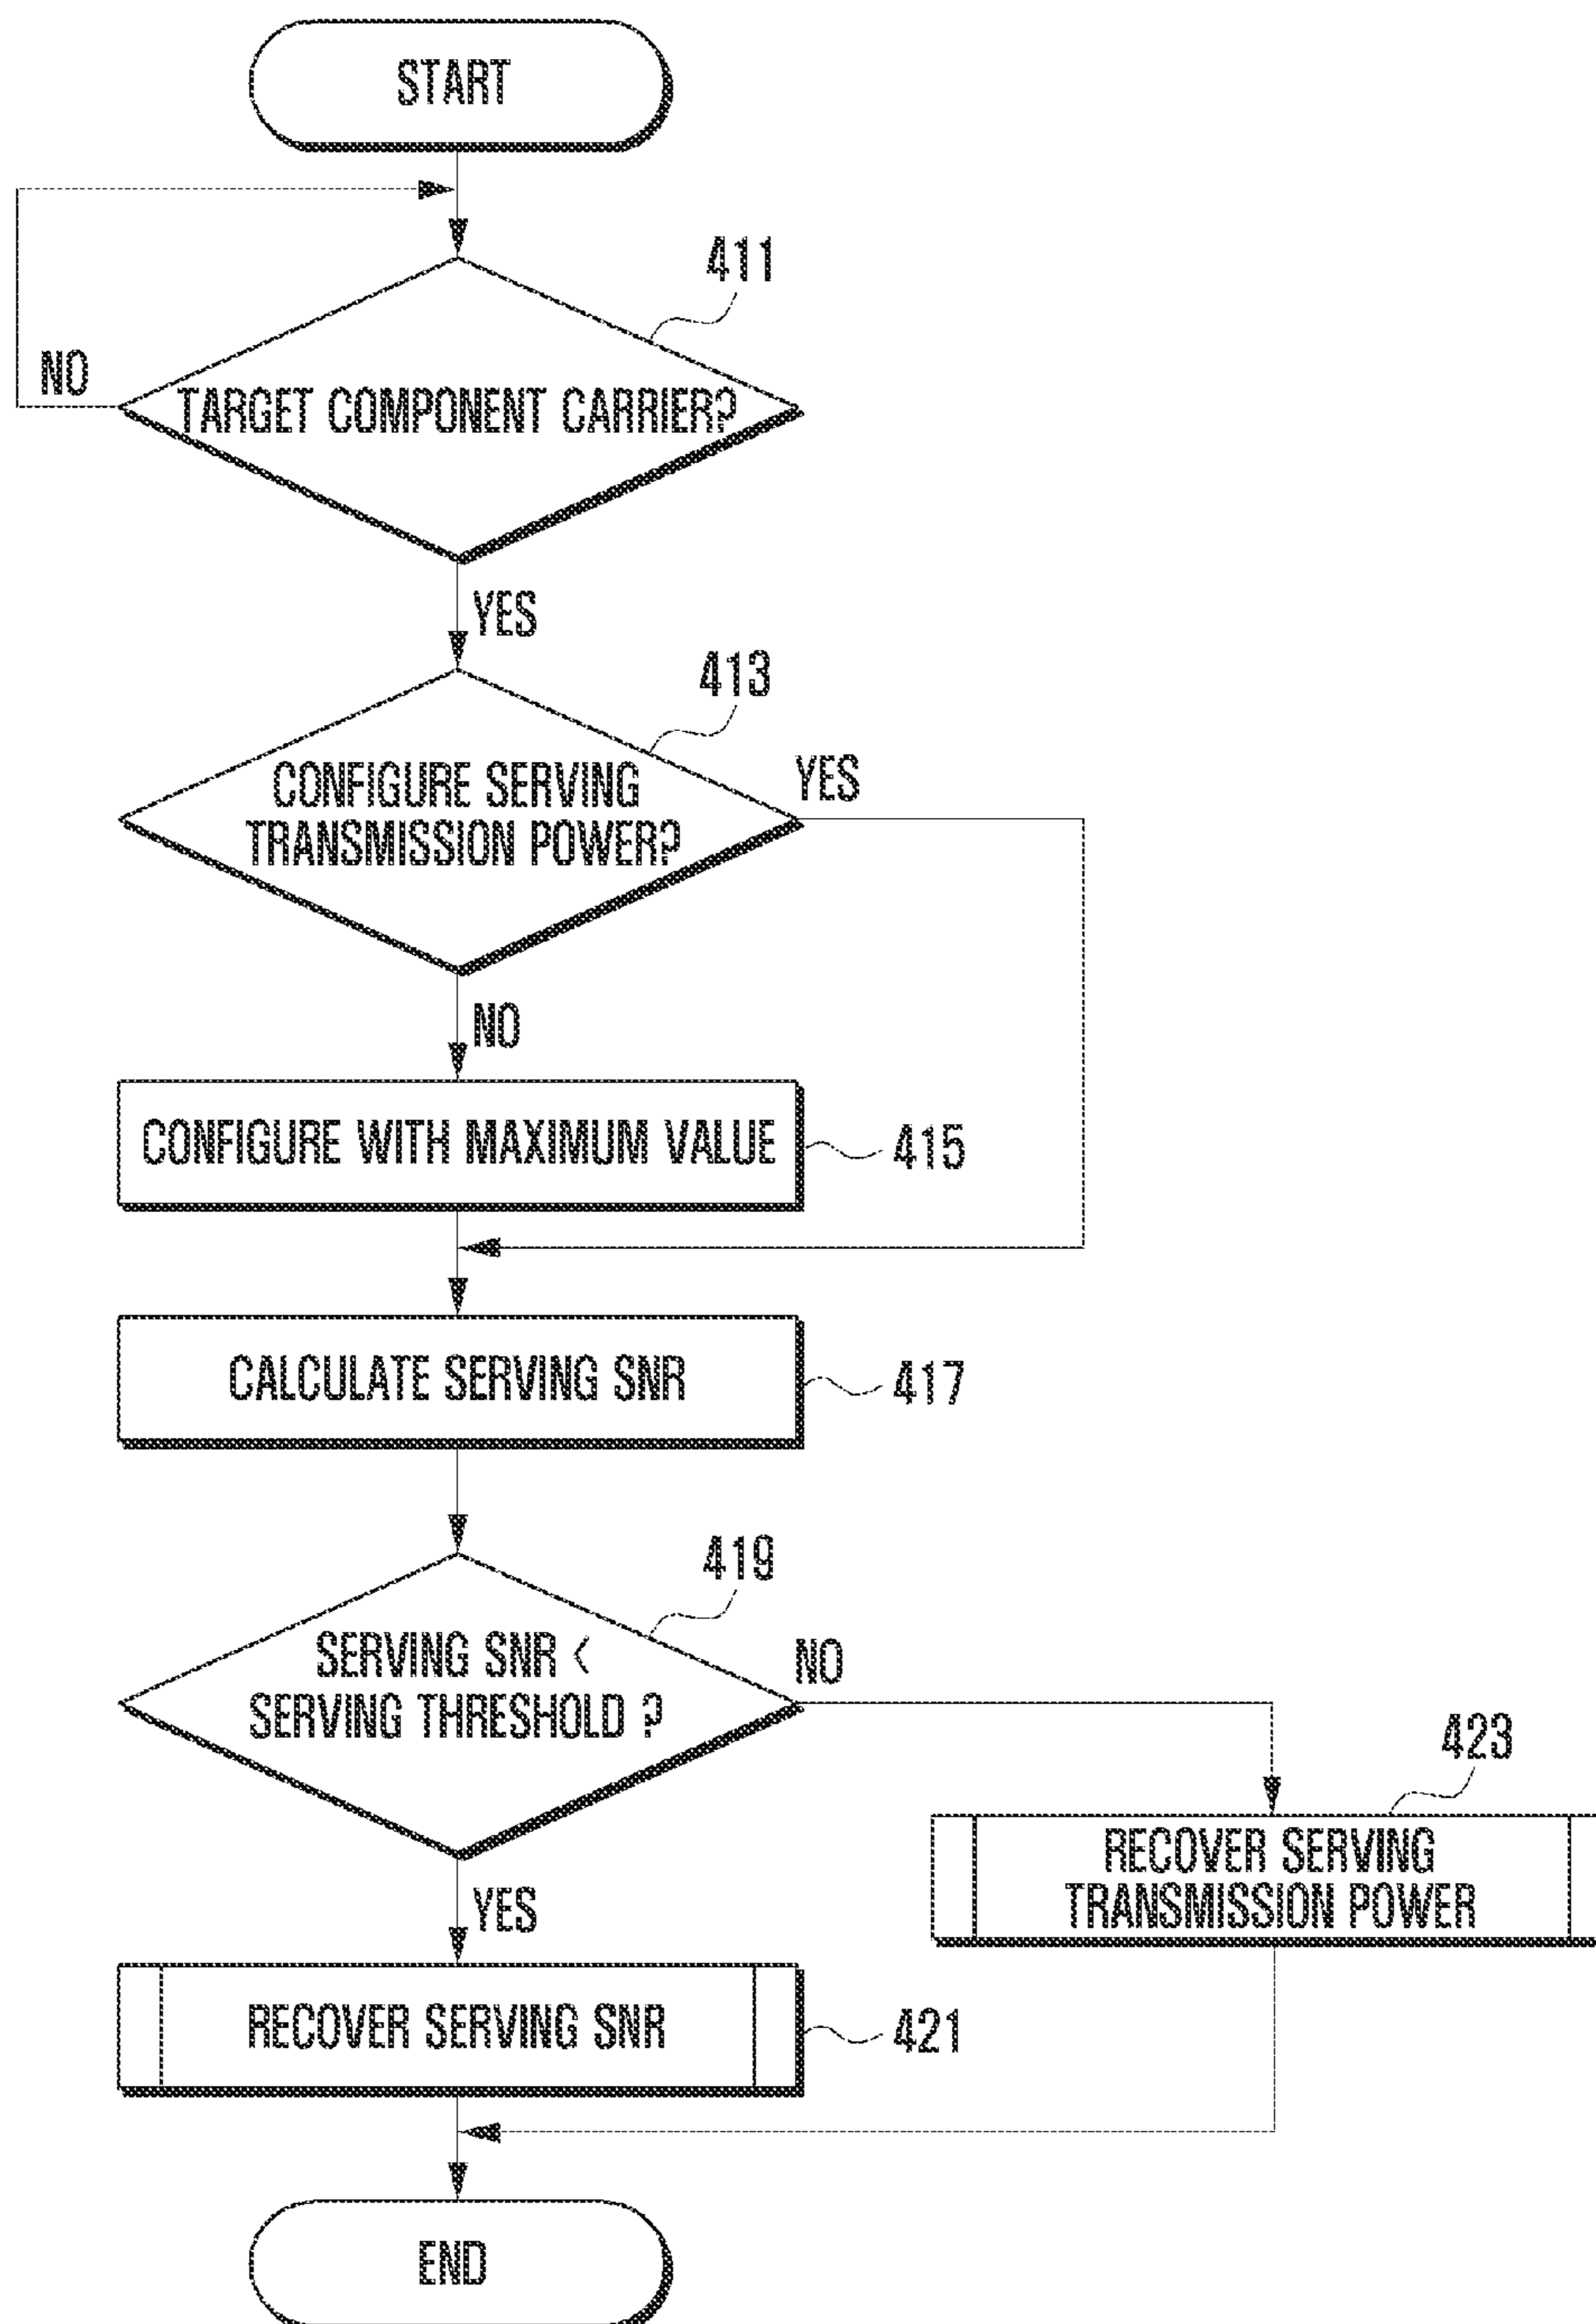 START
411
NO
TARGET COMPONENT CARRIER?
YES
413
CONFIGURE SERVING
TRANSMISSION POWER?
YES
NO
CONFIGURE WITH MAXIMUM VALUE
415
CALCULATE SERVING SNR
417
419
SERVING SNR <
SERVING THRESHOLD ?
NO
423
RECOVER SERVING
TRANSMISSION POWER
YES
RECOVER SERVING SNR
421
END